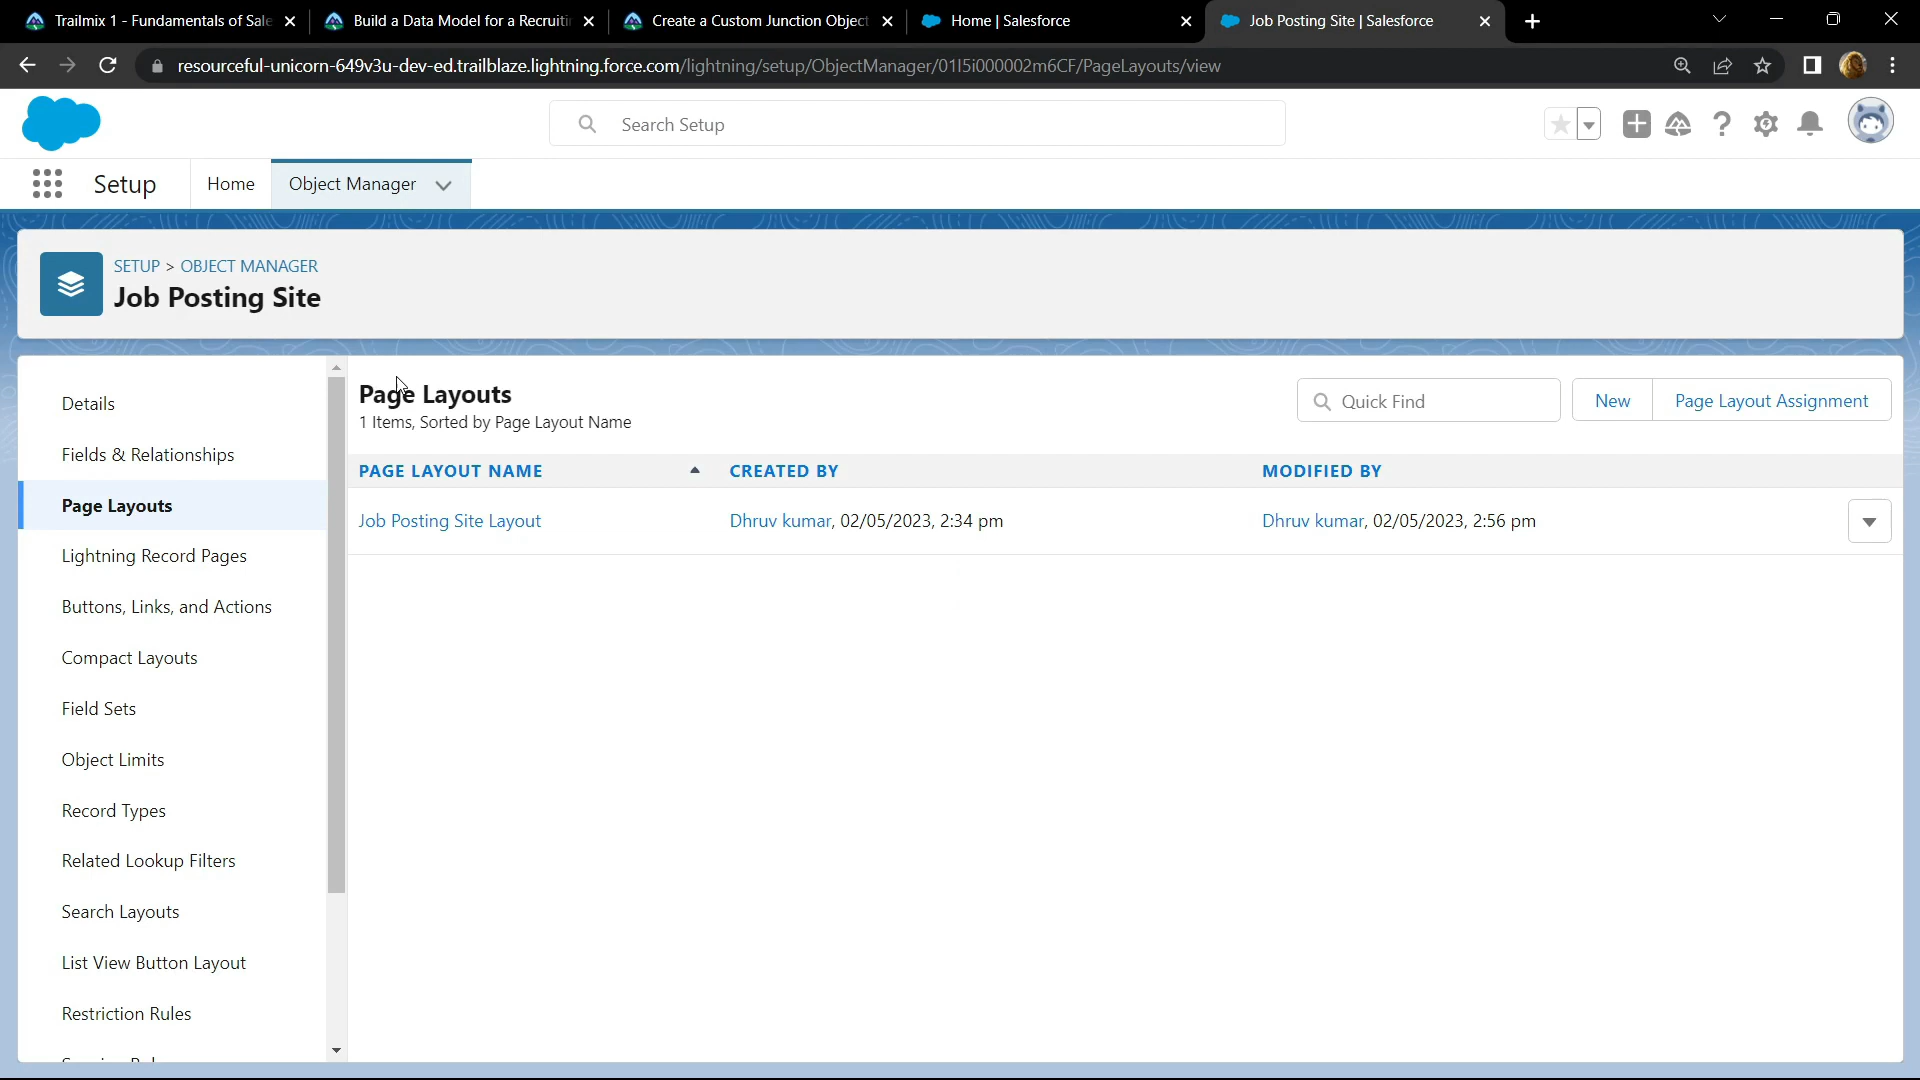 Trailmix 1 - Fundamentals of Sale
Build a Data Model for a Recruitin
Create a Custom Junction Object
Home | Salesforce
Job Posting Site | Salesforce
resourceful-unicorn-649v3u-dev-ed.trailblaze.lightning.force.com/lightning/setup/ObjectManager/01I5i000002m6CF/PageLayouts/view
Search Setup
Setup
Home
Object Manager
SETUP > OBJECT MANAGER
Job Posting Site
Details
Fields & Relationships
Page Layouts
Lightning Record Pages
Buttons, Links, and Actions
Compact Layouts
Field Sets
Object Limits
Record Types
Related Lookup Filters
Search Layouts
List View Button Layout
Restriction Rules
Page Layouts
1 Items, Sorted by Page Layout Name
Quick Find
New
Page Layout Assignment
PAGE LAYOUT NAME
CREATED BY
MODIFIED BY
Job Posting Site Layout
Dhruv kumar, 02/05/2023, 2:34 pm
Dhruv kumar, 02/05/2023, 2:56 pm